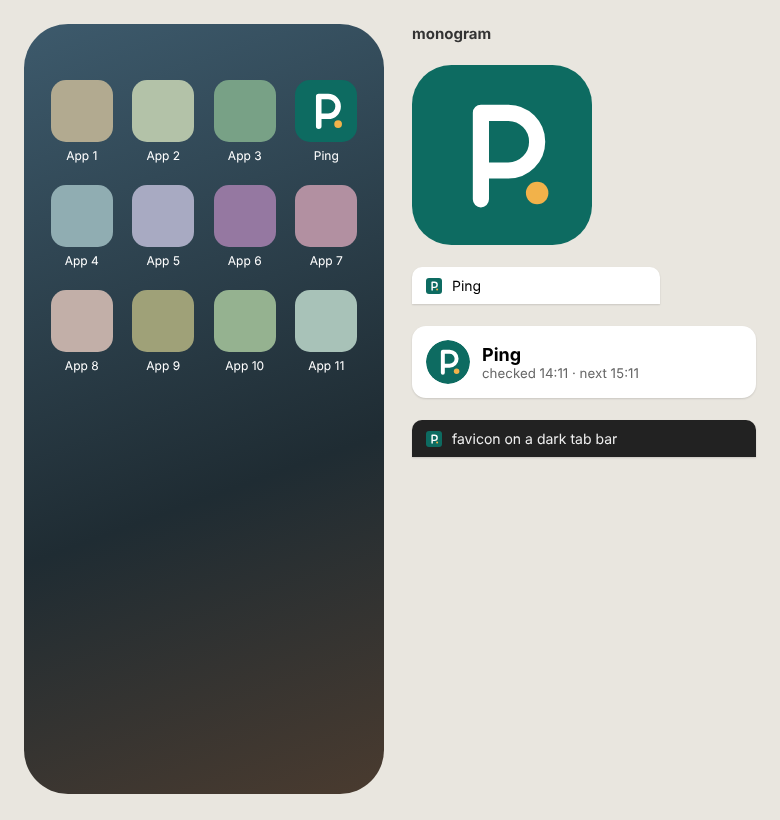 App 1 App 2 App 3 Ping
App 4 App 5 App 6 App 7
App 8 App 9 App 10 App 11
monogram
P.
Ping
Ping
checked 14:11 · next 15:11
favicon on a dark tab bar